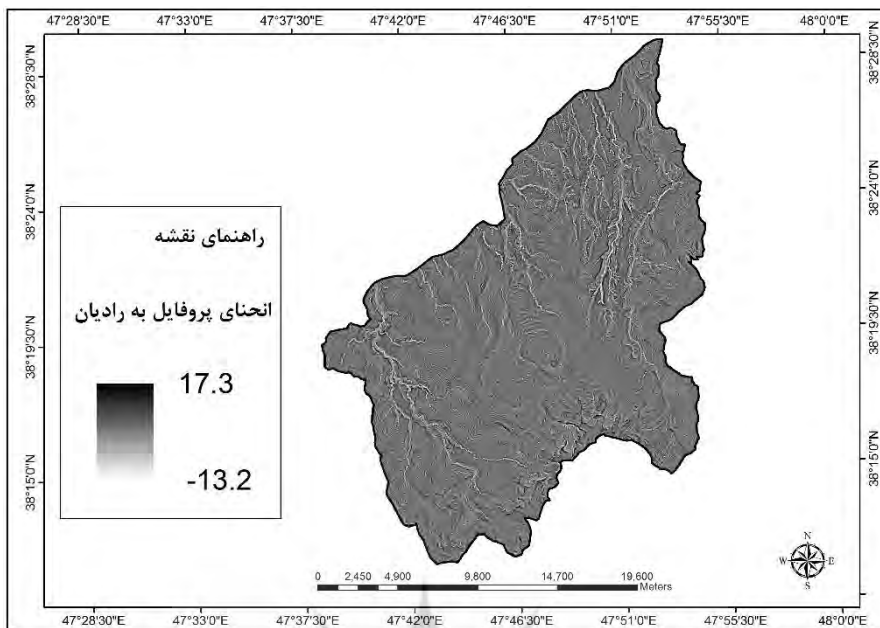 47°28'30"E 47°33'0"E 47°37'30"E 47°42'0"E 47°46'30"E 47°51'0"E 47°55'30"E 48°0'0"E
38°28'30"N 38°28'30"N
38°24'0"N 38°24'0"N
38°19'30"N 38°19'30"N
38°15'0"N 38°15'0"N
راهنمای نقشه
انحنای پروفایل به رادیان
17.3
-13.2
N
W E
S
0 2,450 4,900 9,800 14,700 19,600
Meters
47°28'30"E 47°33'0"E 47°37'30"E 47°42'0"E 47°46'30"E 47°51'0"E 47°55'30"E 48°0'0"E